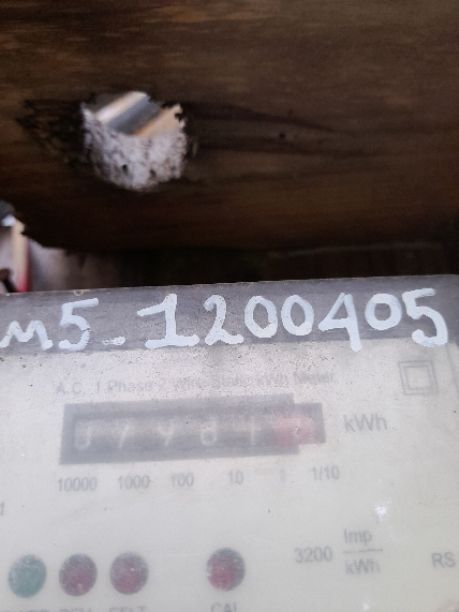 M5-1200405
A.C. 1 Phase 2 Wire Static kWh Meter
kWh
10000 1000 100 10 1 1/10
3200 Imp
kWh
RS
CAL